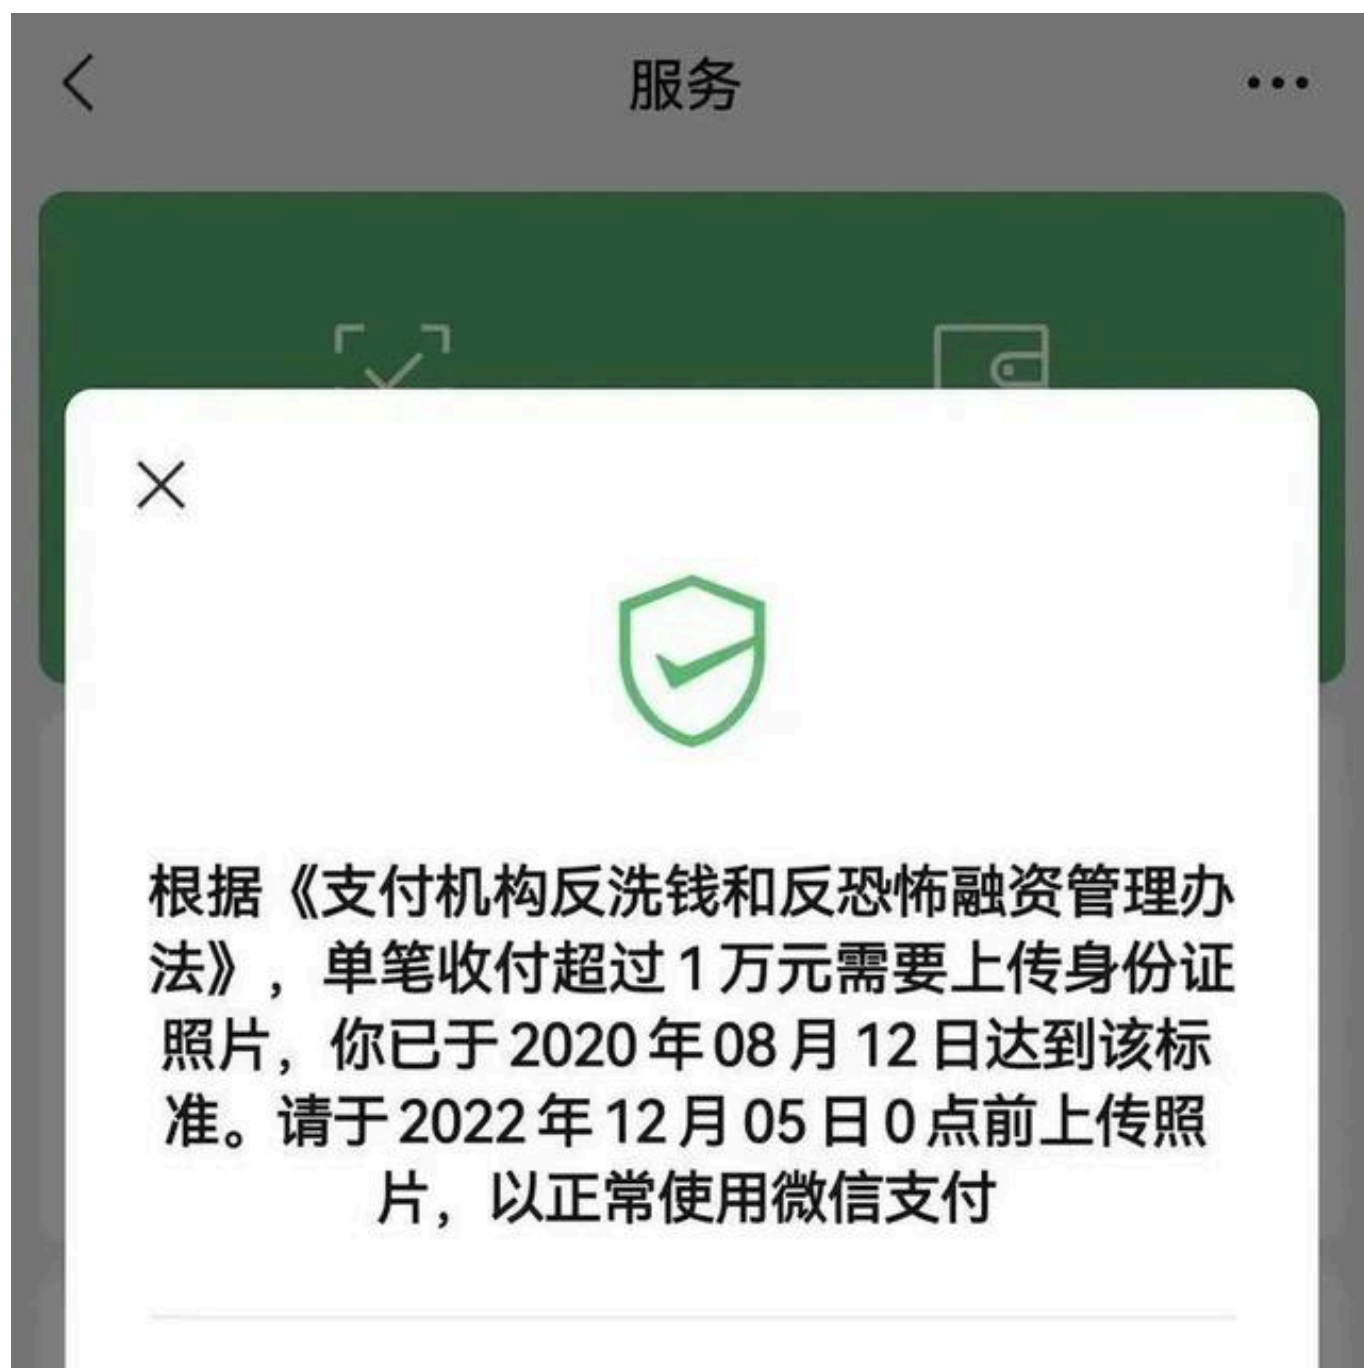 服务
根据《支付机构反洗钱和反恐怖融资管理办
法》，单笔收付超过1万元需要上传身份证
照片，你已于2020年08月12日达到该标
准。请于2022年12月05日0点前上传照
片，以正常使用微信支付